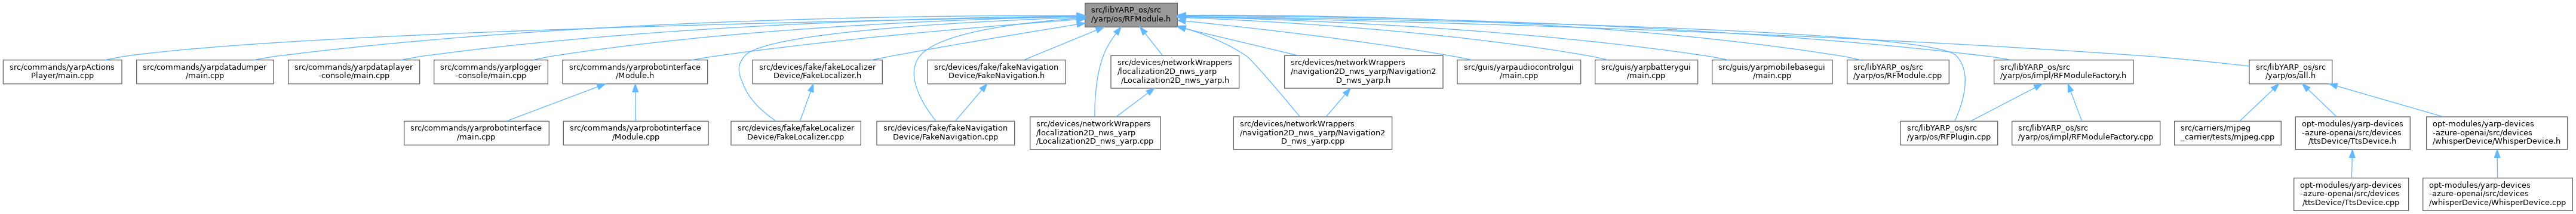 src/libYARP_os/src
/yarp/os/RFModule.h
src/commands/yarpActions
Player/main.cpp
src/commands/yarpdatadumper
/main.cpp
src/commands/yarpdataplayer
-console/main.cpp
src/commands/yarplogger
-console/main.cpp
src/commands/yarprobotinterface
/Module.h
src/devices/fake/fakeLocalizer
Device/FakeLocalizer.h
src/devices/fake/fakeNavigation
Device/FakeNavigation.h
src/devices/networkWrappers
/localization2D_nws_yarp
/Localization2D_nws_yarp.h
src/devices/networkWrappers
/navigation2D_nws_yarp/Navigation2
D_nws_yarp.h
src/guis/yarpaudiocontrolgui
/main.cpp
src/guis/yarpbatterygui
/main.cpp
src/guis/yarpmobilebasegui
/main.cpp
src/libYARP_os/src
/yarp/os/RFModule.cpp
src/libYARP_os/src
/yarp/os/impl/RFModuleFactory.h
src/libYARP_os/src
/yarp/os/all.h
src/commands/yarprobotinterface
/main.cpp
src/commands/yarprobotinterface
/Module.cpp
src/devices/fake/fakeLocalizer
Device/FakeLocalizer.cpp
src/devices/fake/fakeNavigation
Device/FakeNavigation.cpp
src/devices/networkWrappers
/localization2D_nws_yarp
/Localization2D_nws_yarp.cpp
src/devices/networkWrappers
/navigation2D_nws_yarp/Navigation2
D_nws_yarp.cpp
src/libYARP_os/src
/yarp/os/RFPlugin.cpp
src/libYARP_os/src
/yarp/os/impl/RFModuleFactory.cpp
src/carriers/mjpeg
_carrier/tests/mjpeg.cpp
opt-modules/yarp-devices
-azure-openai/src/devices
/ttsDevice/TtsDevice.h
opt-modules/yarp-devices
-azure-openai/src/devices
/whisperDevice/WhisperDevice.h
opt-modules/yarp-devices
-azure-openai/src/devices
/ttsDevice/TtsDevice.cpp
opt-modules/yarp-devices
-azure-openai/src/devices
/whisperDevice/WhisperDevice.cpp